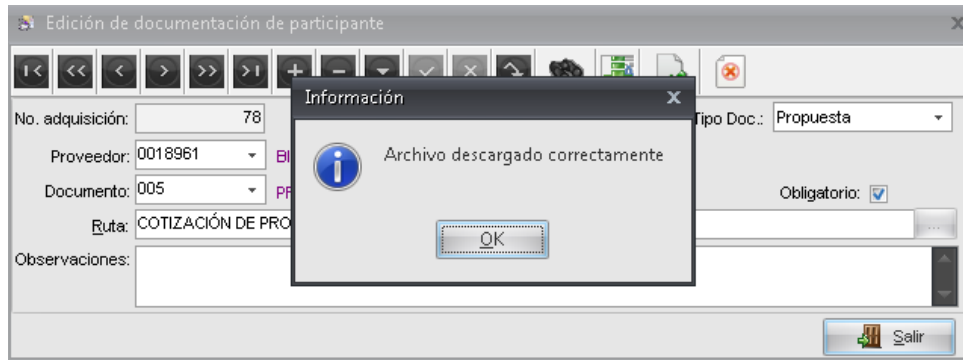 Edición de documentación de participante
Información
No. adquisición: 78
Tipo Doc.: Propuesta
Proveedor: 0018961
Archivo descargado correctamente
Documento: 005
Obligatorio:
Ruta: COTIZACIÓN DE PRO
OK
Observaciones:
Salir